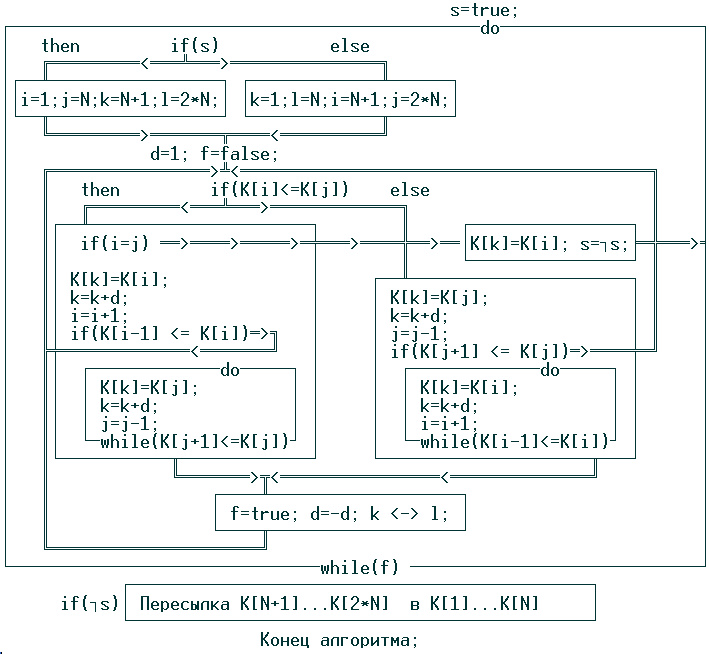 s=true;
do
then if(s) else
i=1;j=N;k=N+1;l=2*N; k=1;l=N;i=N+1;j=2*N;
d=1; f=false;
then if(K[i]<=K[j]) else
if(i=j) => K[k]=K[i]; s=┐s;
K[k]=K[i];
k=k+d;
i=i+1;
if(K[i-1] <= K[i])=>
K[k]=K[j];
k=k+d;
j=j-1;
if(K[j+1] <= K[j])=>
do
K[k]=K[j];
k=k+d;
j=j-1;
while(K[j+1]<=K[j])
do
K[k]=K[i];
k=k+d;
i=i+1;
while(K[i-1]<=K[i])
f=true; d=-d; k <-> l;
while(f)
if(┐s) Пересылка K[N+1]...K[2*N] в K[1]...K[N]
Конец алгоритма;